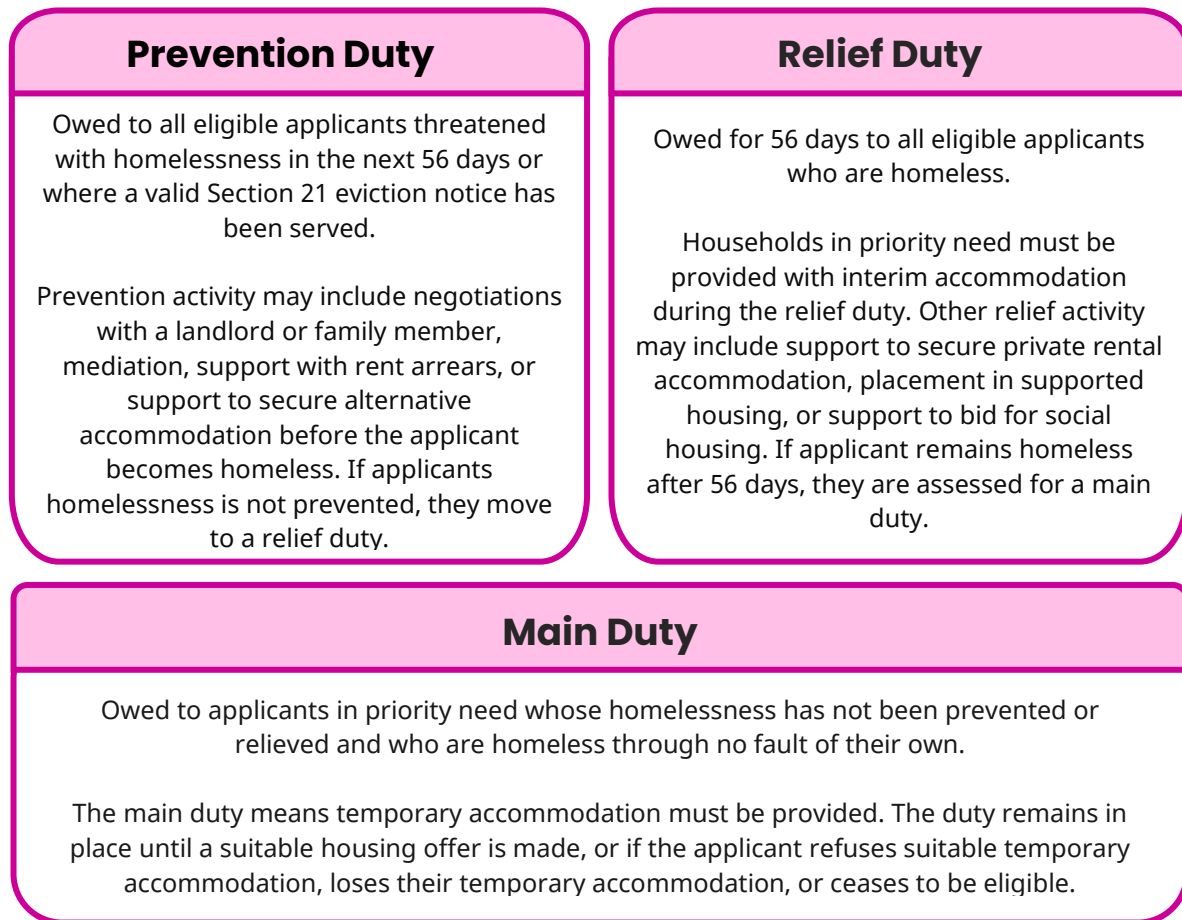 Prevention Duty
Owed to all eligible applicants threatened
with homelessness in the next 56 days or
where a valid Section 21 eviction notice has
been served.
Prevention activity may include negotiations
with a landlord or family member,
mediation, support with rent arrears, or
support to secure alternative
accommodation before the applicant
becomes homeless. If applicants
homelessness is not prevented, they move
to a relief duty.
Relief Duty
Owed for 56 days to all eligible applicants
who are homeless.
Households in priority need must be
provided with interim accommodation
during the relief duty. Other relief activity
may include support to secure private rental
accommodation, placement in supported
housing, or support to bid for social
housing. If applicant remains homeless
after 56 days, they are assessed for a main
duty.
Main Duty
Owed to applicants in priority need whose homelessness has not been prevented or
relieved and who are homeless through no fault of their own.
The main duty means temporary accommodation must be provided. The duty remains in
place until a suitable housing offer is made, or if the applicant refuses suitable temporary
accommodation, loses their temporary accommodation, or ceases to be eligible.